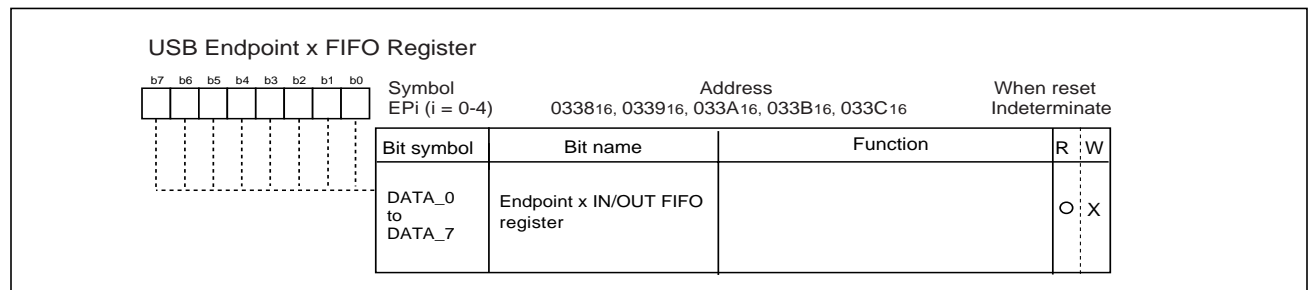 USB Endpoint x FIFO Register
b7 b6 b5 b4 b3 b2 b1 b0
Symbol Address When reset
EPi (i = 0-4) 033816, 033916, 033A16, 033B16, 033C16 Indeterminate
Bit symbol Bit name Function R W
DATA_0
to
DATA_7
Endpoint x IN/OUT FIFO
register
O X